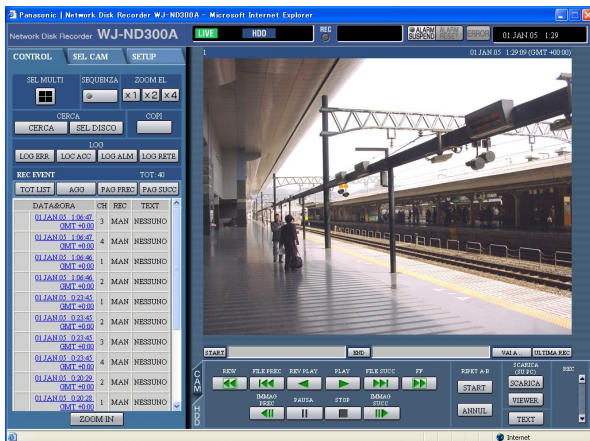 Panasonic | Network Disk Recorder WJ-ND300A - Microsoft Internet Explorer
Network Disk Recorder WJ-ND300A
LIVE HDD REC ALARM SUSPEND ALARM RESET ERROR 01.JAN.05 1:29
CONTROL SEL CAM SETUP
1 01.JAN.05 1:29:09 (GMT +00:00)
SEL MULTI SEQUENZA ZOOM EL
x1 x2 x4
CERCA COPI
CERCA SEL DISCO
LOG
LOG ERR LOC ACC LOG ALM LOG RETE
REC EVENT TOT: 40
TOT LIST AGG PAG PREC PAG SUCC
DATA&ORA CH REC TEXT
01.JAN.05 1:06:47 GMT +0:00 3 MAN NESSUNO
01.JAN.05 1:06:47 GMT +0:00 4 MAN NESSUNO
01.JAN.05 1:06:46 GMT +0:00 1 MAN NESSUNO
01.JAN.05 1:06:46 GMT +0:00 2 MAN NESSUNO
01.JAN.05 0:23:45 GMT +0:00 1 MAN NESSUNO
01.JAN.05 0:23:45 GMT +0:00 2 MAN NESSUNO
01.JAN.05 0:23:45 GMT +0:00 3 MAN NESSUNO
01.JAN.05 0:23:45 GMT +0:00 4 MAN NESSUNO
01.JAN.05 0:20:29 GMT +0:00 2 MAN NESSUNO
01.JAN.05 0:20:28 GMT +0:00 1 MAN NESSUNO
ZOOM IN
START END VAI A... ULTIMA REC
CAM
HDD
REW FILE PREC REV PLAY PLAY FILE SUCC FF
IMMAG PREC PAUSA STOP IMMAG SUCC
RIPET A-B
START
ANNUL
SCARICA (SU PC)
SCARICA
VIEWER
TEXT
REC
Internet